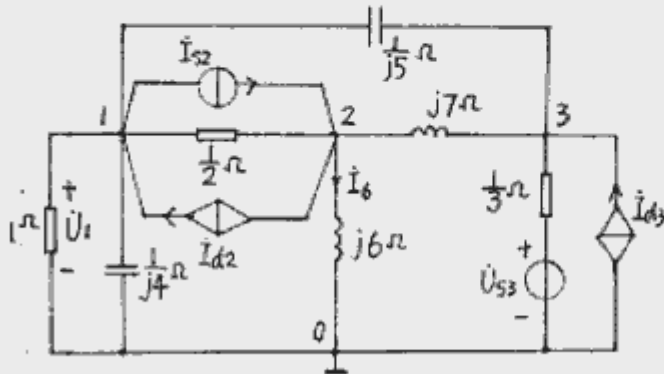 1/j5 Ω
İs2
1
2
j7Ω
3
1/2 Ω
İ6
1/3 Ω
İd3
1Ω
+
U̇1
-
1/j4 Ω
İd2
j6Ω
+
U̇s3
-
0